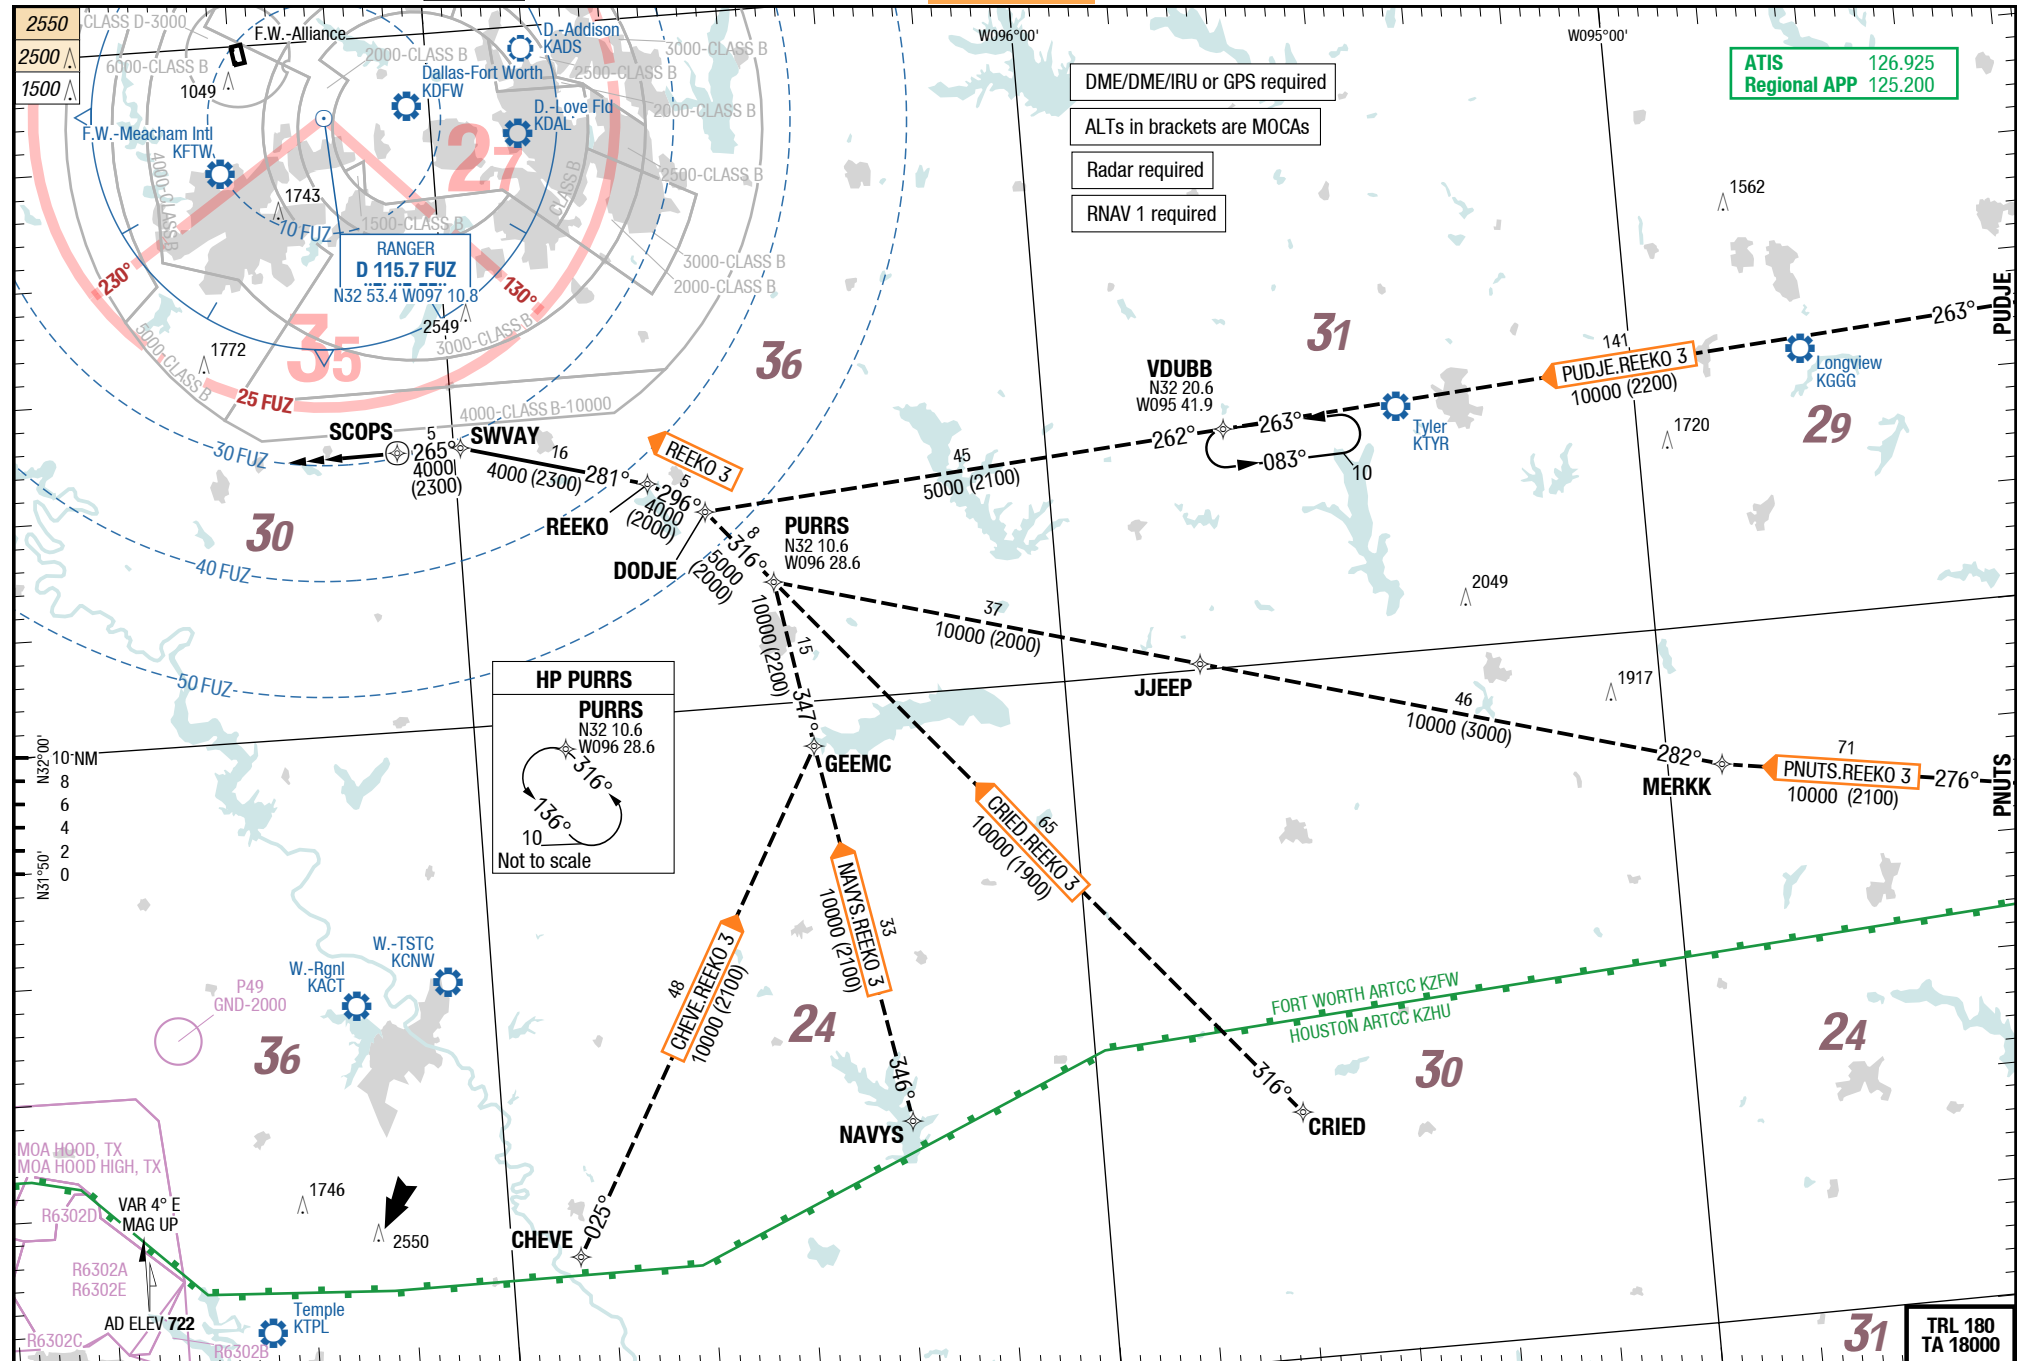 2550
2500
1500
CLASS D-3000
F.W.-Alliance
6000-CLASS B
1049
2000-CLASS B
D.-Addison
KADS
3000-CLASS B
Dallas-Fort Worth
KDFW
2500-CLASS B
D.-Love Fld
KDAL
2000-CLASS B
F.W.-Meacham Intl
KFTW
4000-CLASS B
27
CLASS B
2500-CLASS B
1743
10 FUZ
1500-CLASS B
RANGER
D 115.7 FUZ
N32 53.4 W097 10.8
230°
130°
3000-CLASS B
2000-CLASS B
2549
3000-CLASS B
35
5000-CLASS B
1772
25 FUZ
4000-CLASS B-10000
36
W096°00'
W095°00'
DME/DME/IRU or GPS required
ALTs in brackets are MOCAs
Radar required
RNAV 1 required
ATIS 126.925
Regional APP 125.200
1562
31
PUDJE
263°
141
PUDJE.REEKO 3
10000 (2200)
Longview
KGGG
VDUBB
N32 20.6
W095 41.9
262°
263°
083°
10
Tyler
KTYR
1720
29
SCOPS
5
265°
4000
(2300)
SWVAY
16
281°
4000 (2300)
REEKO 3
30 FUZ
REEKO
5
296°
4000
(2000)
45
5000 (2100)
30
DODJE
8
316°
5000
(2000)
PURRS
N32 10.6
W096 28.6
40 FUZ
50 FUZ
2049
37
10000 (2000)
JJEEP
15
10000 (2200)
347°
GEEMC
HP PURRS
PURRS
N32 10.6
W096 28.6
316°
136°
10
Not to scale
1917
46
10000 (3000)
282°
MERKK
71
PNUTS.REEKO 3
10000 (2100)
276°
PNUTS
N32°00'
10 NM
8
6
4
2
0
N31°50'
65
CRIED.REEKO 3
10000 (1900)
33
NAVYS.REEKO 3
10000 (2100)
48
CHEVE.REEKO 3
10000 (2100)
W.-TSTC
KCNW
W.-Rgnl
KACT
P49
GND-2000
36
24
FORT WORTH ARTCC KZFW
HOUSTON ARTCC KZHU
30
24
316°
CRIED
346°
NAVYS
025°
CHEVE
MOA HOOD, TX
MOA HOOD HIGH, TX
R6302D
VAR 4° E
MAG UP
1746
2550
R6302A
R6302E
AD ELEV 722
R6302C
R6302B
Temple
KTPL
31
TRL 180
TA 18000